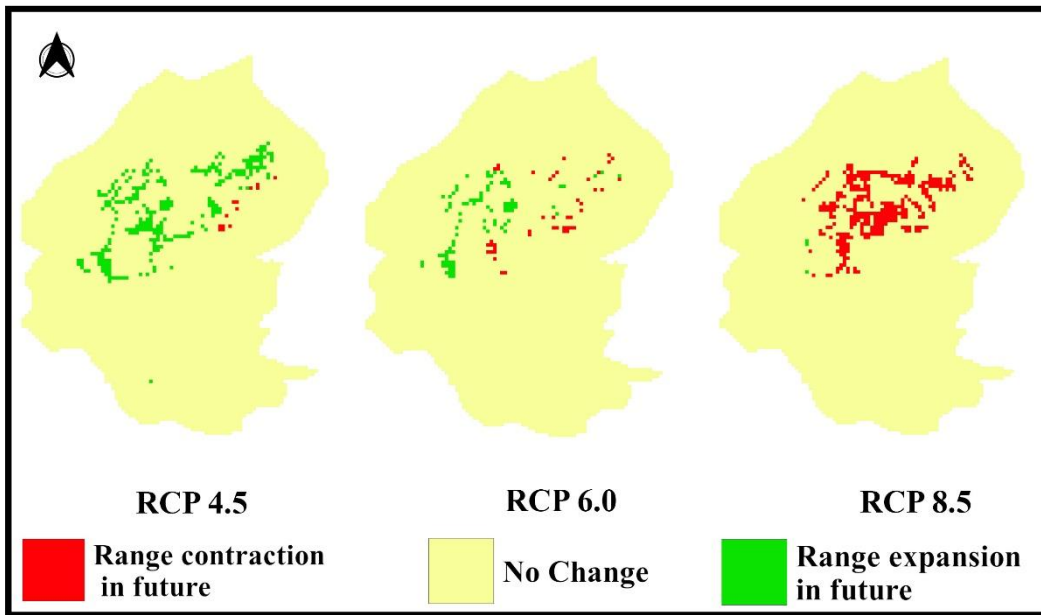 RCP 4.5
RCP 6.0
RCP 8.5
Range contraction
in future
No Change
Range expansion
in future